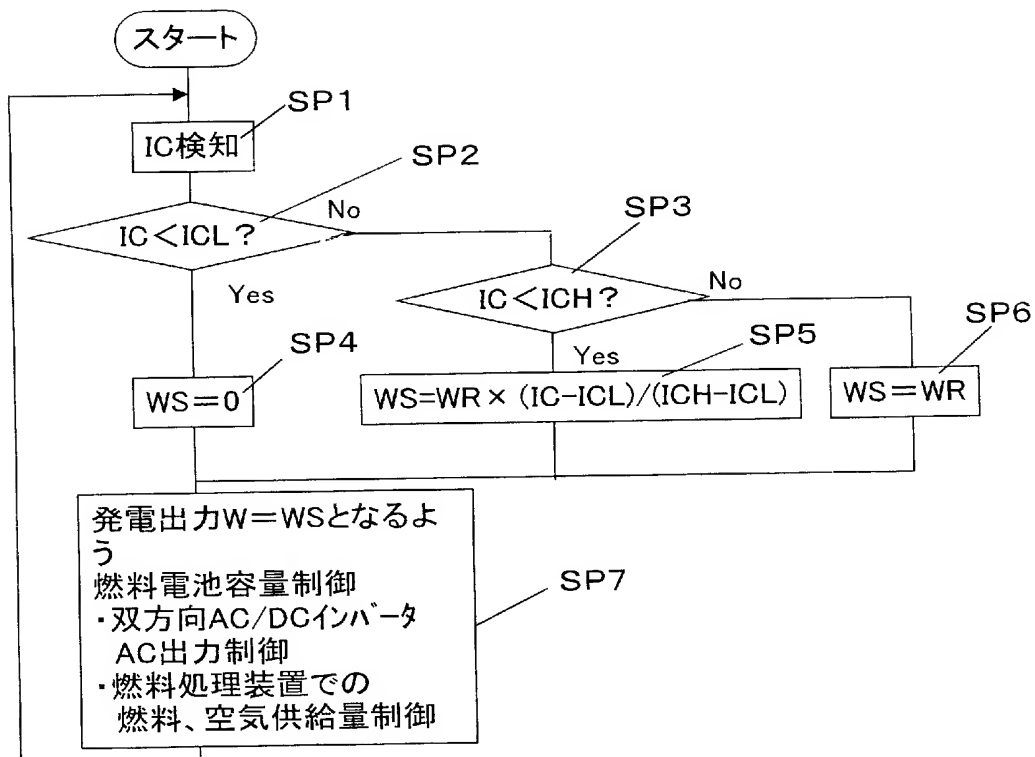 スタート
SP1
IC検知
SP2
IC＜ICL？
No
SP3
IC＜ICH？
No
Yes
SP4
WS＝0
Yes
SP5
WS=WR×(IC-ICL)/(ICH-ICL)
SP6
WS＝WR
発電出力W＝WSとなるよ
う
燃料電池容量制御
・双方向AC/DCインバータ
AC出力制御
・燃料処理装置での
燃料、空気供給量制御
SP7